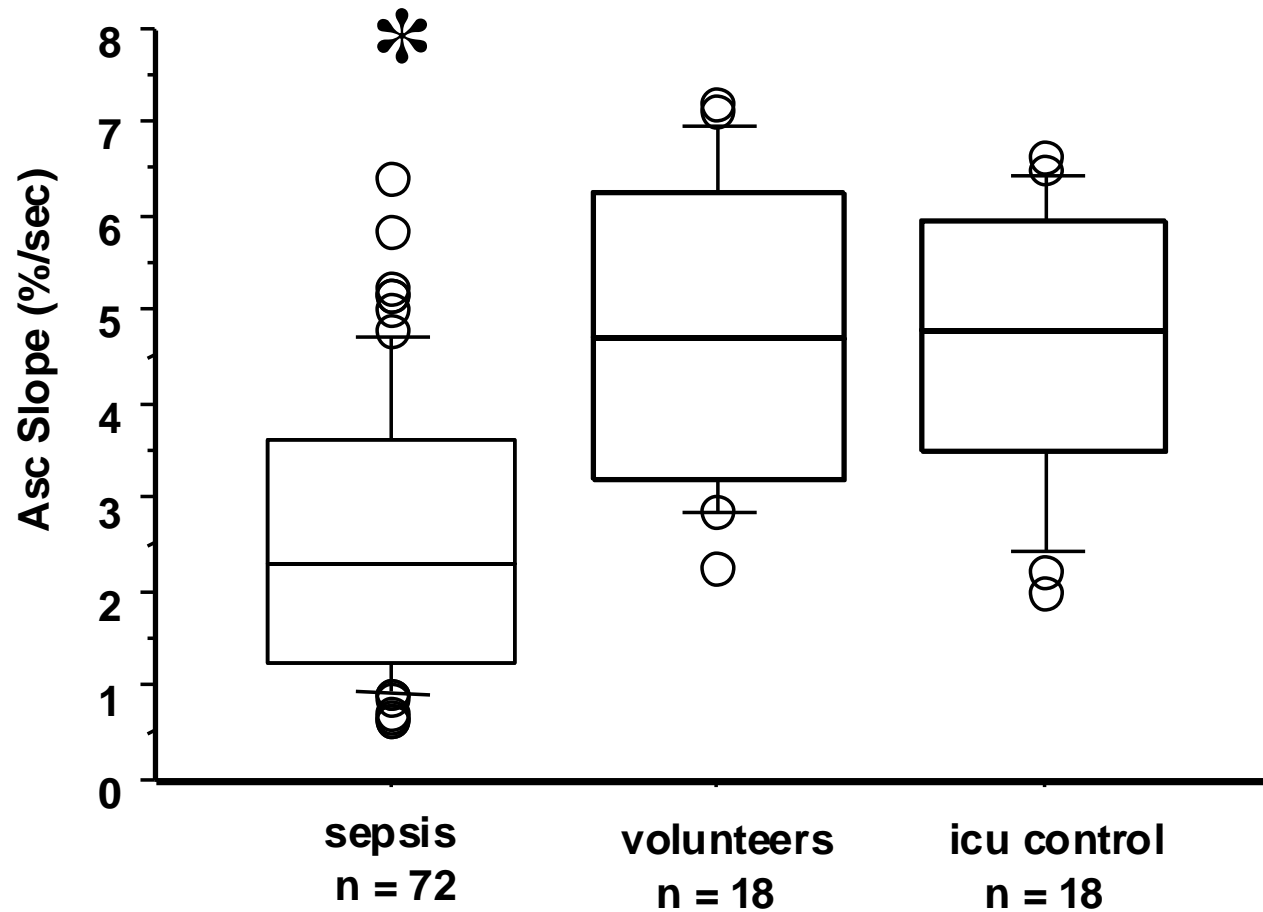 *
Asc Slope (%/sec)
8
7
6
5
4
3
2
1
0
sepsis
n = 72
volunteers
n = 18
icu control
n = 18